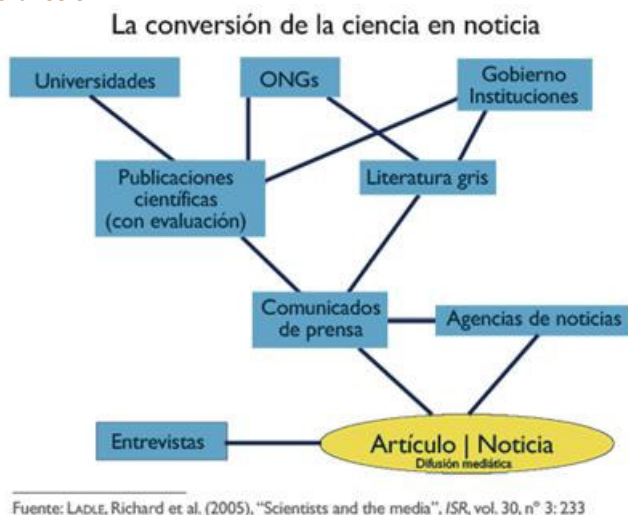 La conversión de la ciencia en noticia
Universidades
ONGs
Gobierno
Instituciones
Publicaciones
científicas
(con evaluación)
Literatura gris
Comunicados
de prensa
Agencias de noticias
Entrevistas
Artículo | Noticia
Difusión mediática
Fuente: LADLE, Richard et al. (2005), “Scientists and the media”, ISR, vol. 30, nº 3: 233